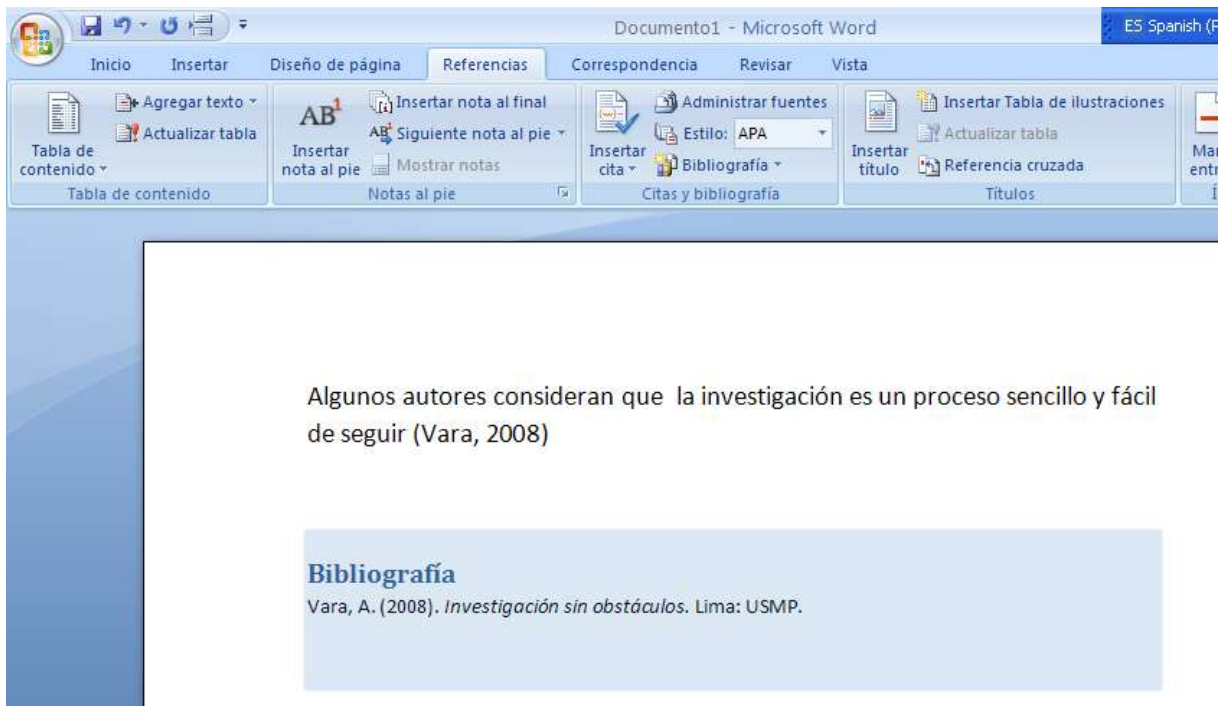 Documento1 - Microsoft Word
ES Spanish
Inicio Insertar Diseño de página Referencias Correspondencia Revisar Vista
Tabla de contenido
Agregar texto
Actualizar tabla
Tabla de contenido
AB1
Insertar nota al pie
Insertar nota al final
AB1 Siguiente nota al pie
Mostrar notas
Notas al pie
Insertar cita
Administrar fuentes
Estilo: APA
Bibliografía
Citas y bibliografía
Insertar título
Insertar Tabla de ilustraciones
Actualizar tabla
Referencia cruzada
Títulos
Algunos autores consideran que la investigación es un proceso sencillo y fácil
de seguir (Vara, 2008)
Bibliografía
Vara, A. (2008). Investigación sin obstáculos. Lima: USMP.